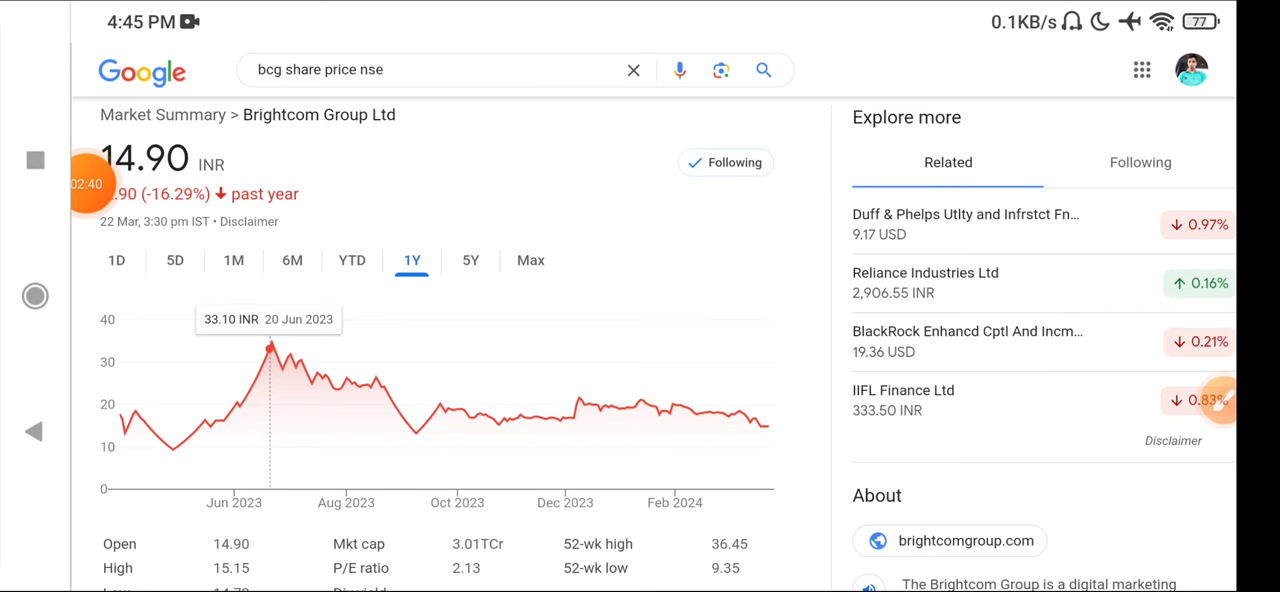 4:45 PM
0.1KB/s
77
Google
bcg share price nse
Market Summary > Brightcom Group Ltd
14.90 INR
Following
02:40
.90 (-16.29%) past year
22 Mar, 3:30 pm IST • Disclaimer
1D
5D
1M
6M
YTD
1Y
5Y
Max
33.10 INR 20 Jun 2023
40
30
20
10
0
Jun 2023
Aug 2023
Oct 2023
Dec 2023
Feb 2024
Open 14.90 Mkt cap 3.01TCr 52-wk high 36.45
High 15.15 P/E ratio 2.13 52-wk low 9.35
Explore more
Related
Following
Duff & Phelps Utlty and Infrstct Fn...
9.17 USD
0.97%
Reliance Industries Ltd
2,906.55 INR
0.16%
BlackRock Enhancd Cptl And Incm...
19.36 USD
0.21%
IIFL Finance Ltd
333.50 INR
0.83%
Disclaimer
About
brightcomgroup.com
The Brightcom Group is a digital marketing